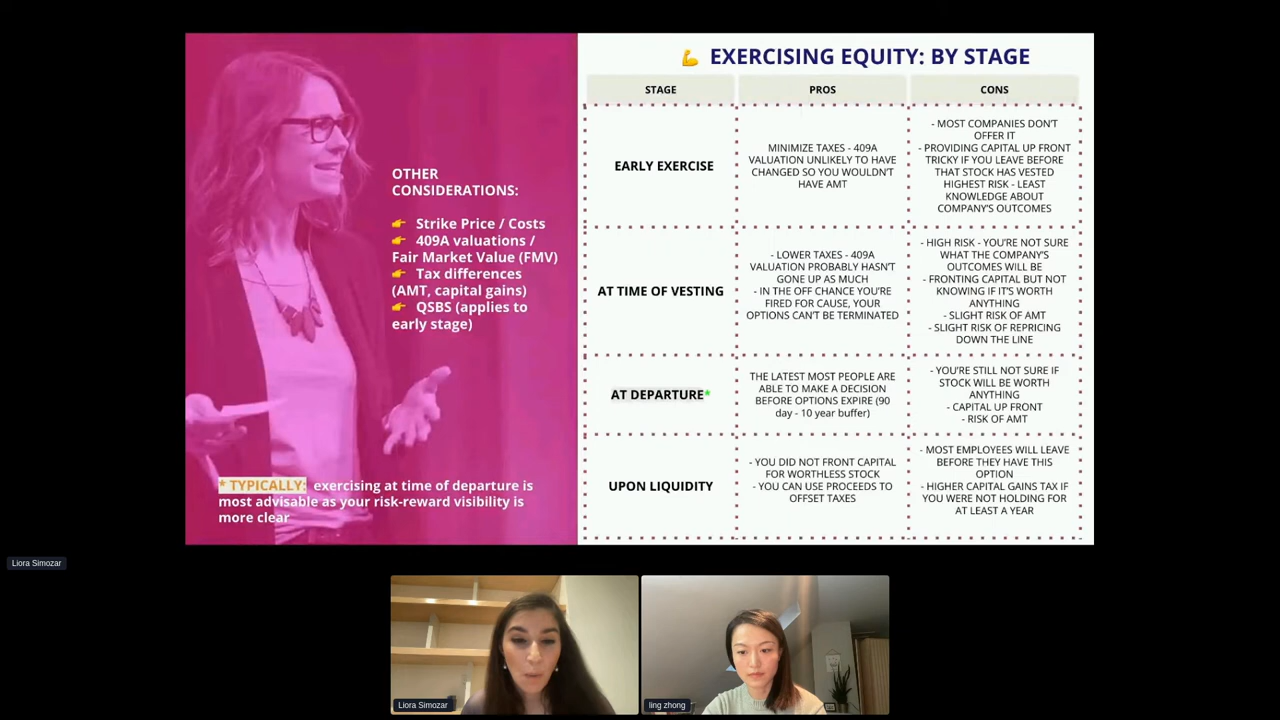 OTHER
CONSIDERATIONS:
Strike Price / Costs
409A valuations /
Fair Market Value (FMV)
Tax differences
(AMT, capital gains)
QSBS (applies to
early stage)
* TYPICALLY: exercising at time of departure is
most advisable as your risk-reward visibility is
more clear
EXERCISING EQUITY: BY STAGE
STAGE
PROS
CONS
EARLY EXERCISE
MINIMIZE TAXES - 409A
VALUATION UNLIKELY TO HAVE
CHANGED SO YOU WOULDN'T
HAVE AMT
- MOST COMPANIES DON'T
OFFER IT
- PROVIDING CAPITAL UP FRONT
TRICKY IF YOU LEAVE BEFORE
THAT STOCK HAS VESTED
HIGHEST RISK - LEAST
KNOWLEDGE ABOUT
COMPANY'S OUTCOMES
AT TIME OF VESTING
- LOWER TAXES - 409A
VALUATION PROBABLY HASN'T
GONE UP AS MUCH
- IN THE OFF CHANCE YOU'RE
FIRED FOR CAUSE, YOUR
OPTIONS CAN'T BE TERMINATED
- HIGH RISK - YOU'RE NOT SURE
WHAT THE COMPANY'S
OUTCOMES WILL BE
- FRONTING CAPITAL BUT NOT
KNOWING IF IT'S WORTH
ANYTHING
- SLIGHT RISK OF AMT
- SLIGHT RISK OF REPRICING
DOWN THE LINE
AT DEPARTURE*
THE LATEST MOST PEOPLE ARE
ABLE TO MAKE A DECISION
BEFORE OPTIONS EXPIRE (90
day - 10 year buffer)
- YOU'RE STILL NOT SURE IF
STOCK WILL BE WORTH
ANYTHING
- CAPITAL UP FRONT
- RISK OF AMT
UPON LIQUIDITY
- YOU DID NOT FRONT CAPITAL
FOR WORTHLESS STOCK
- YOU CAN USE PROCEEDS TO
OFFSET TAXES
- MOST EMPLOYEES WILL LEAVE
BEFORE THEY HAVE THIS
OPTION
- HIGHER CAPITAL GAINS TAX IF
YOU WERE NOT HOLDING FOR
AT LEAST A YEAR
Liora Simozar
Liora Simozar
ling zhong